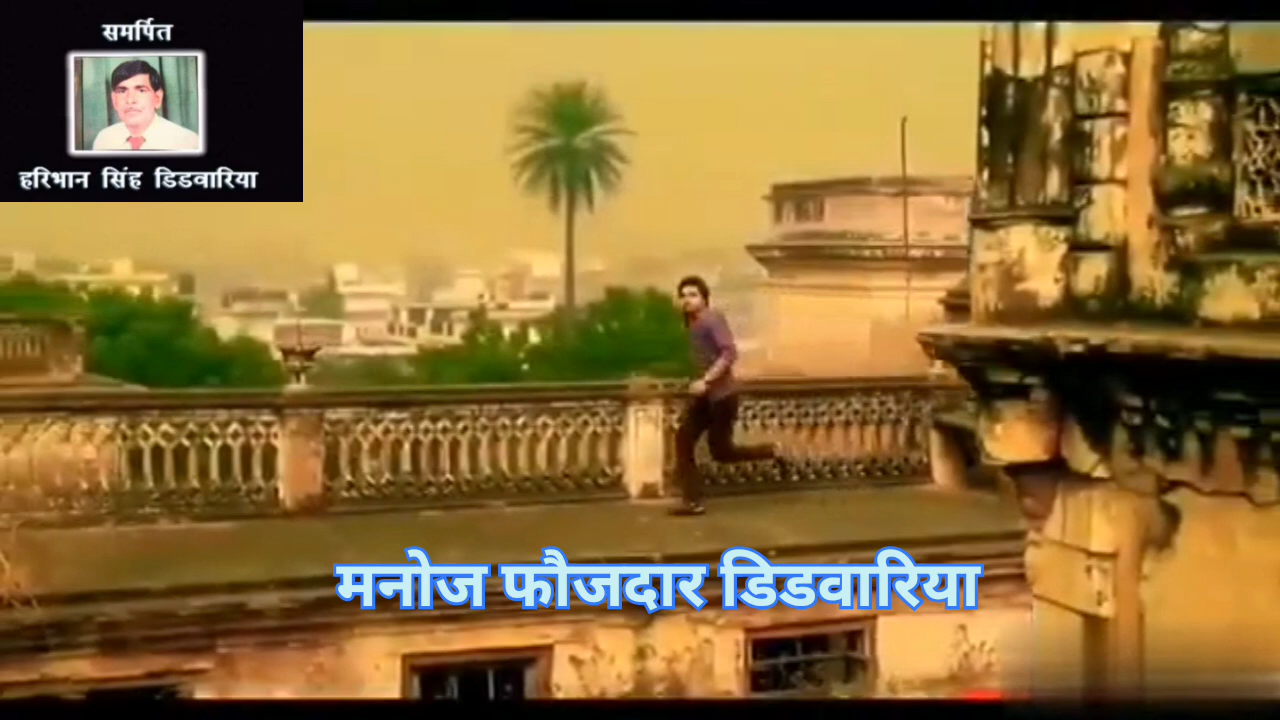 समर्पित
हरिभान सिंह डिडवारिया
मनोज फौजदार डिडवारिया